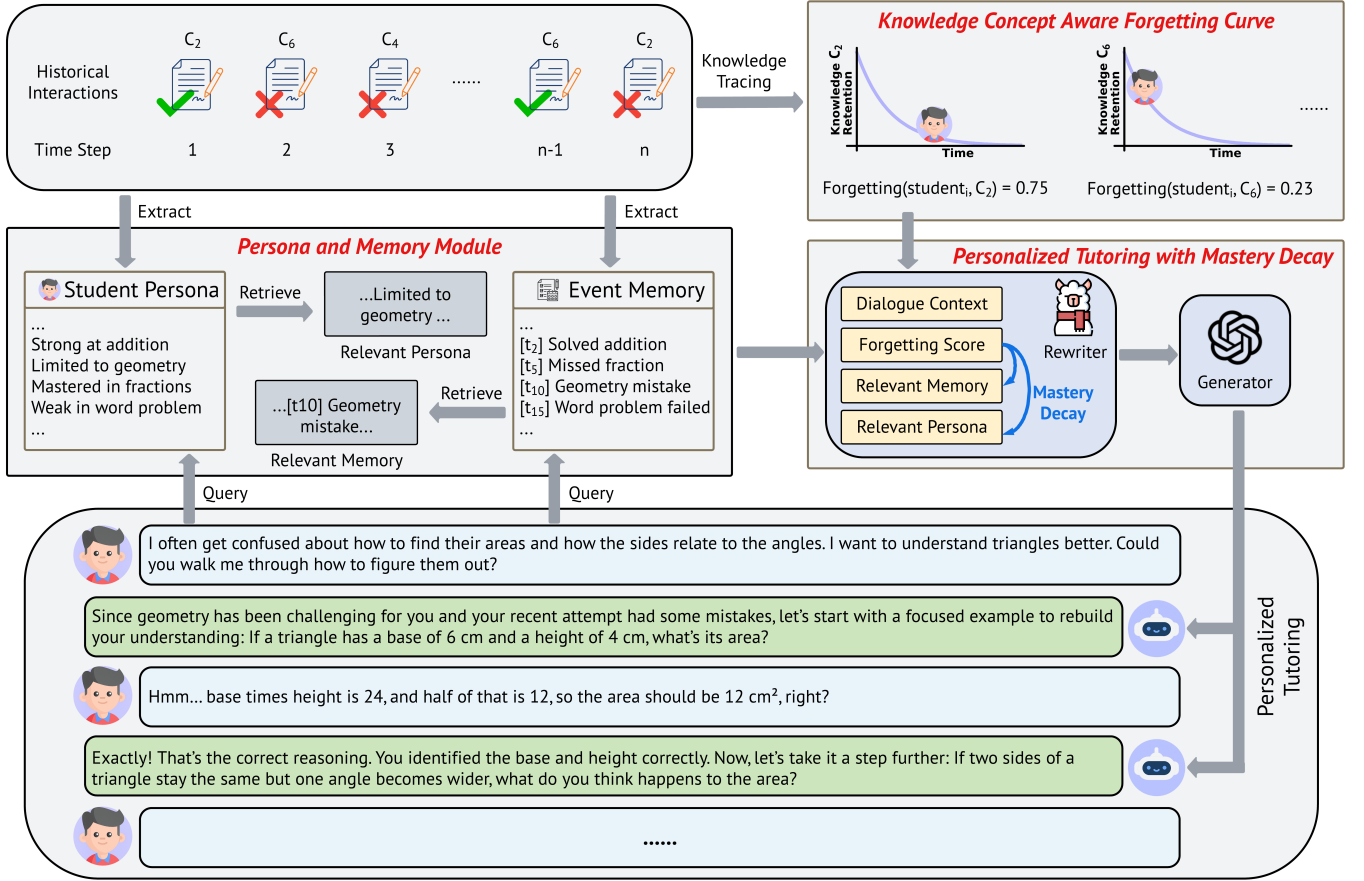 Historical
Interactions
C2
C6
C4
......
C6
C2
Time Step
1
2
3
n-1
n
Knowledge
Tracing
Knowledge Concept Aware Forgetting Curve
Knowledge C2
Retention
Time
Forgetting(studenti, C2) = 0.75
Knowledge C6
Retention
Time
Forgetting(studenti, C6) = 0.23
......
Extract
Extract
Persona and Memory Module
Student Persona
...
Strong at addition
Limited to geometry
Mastered in fractions
Weak in word problem
...
Retrieve
...Limited to
geometry ...
Relevant Persona
Event Memory
...
[t2] Solved addition
[t5] Missed fraction
[t10] Geometry mistake
[t15] Word problem failed
...
Retrieve
...[t10] Geometry
mistake...
Relevant Memory
Personalized Tutoring with Mastery Decay
Dialogue Context
Forgetting Score
Relevant Memory
Relevant Persona
Mastery
Decay
Rewriter
Generator
Query
Query
I often get confused about how to find their areas and how the sides relate to the angles. I want to understand triangles better. Could
you walk me through how to figure them out?
Since geometry has been challenging for you and your recent attempt had some mistakes, let's start with a focused example to rebuild
your understanding: If a triangle has a base of 6 cm and a height of 4 cm, what's its area?
Hmm... base times height is 24, and half of that is 12, so the area should be 12 cm², right?
Exactly! That's the correct reasoning. You identified the base and height correctly. Now, let's take it a step further: If two sides of a
triangle stay the same but one angle becomes wider, what do you think happens to the area?
......
Personalized
Tutoring